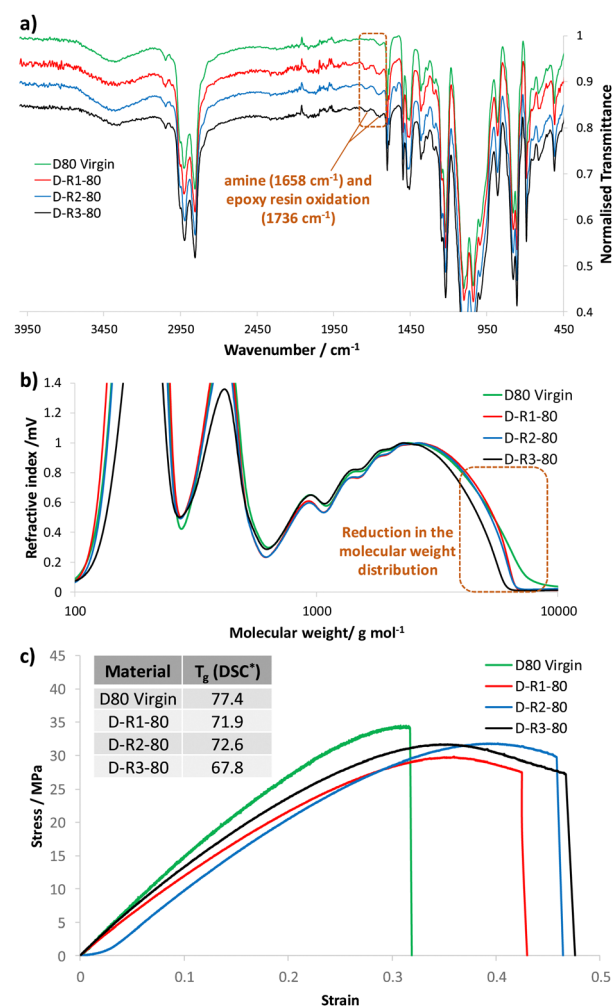 a)
1
0.9
0.8
0.7
0.6
0.5
0.4
Normalised Transmittance
D80 Virgin
D-R1-80
D-R2-80
D-R3-80
amine (1658 cm-1) and
epoxy resin oxidation
(1736 cm-1)
3950 3450 2950 2450 1950 1450 950 450
Wavenumber / cm-1
b)
1.4
1.2
1
0.8
0.6
0.4
0.2
0
Refractive index /mV
D80 Virgin
D-R1-80
D-R2-80
D-R3-80
Reduction in the
molecular weight
distribution
100 1000 10000
Molecular weight/ g mol-1
c)
45
40
35
30
25
20
15
10
5
0
Stress / MPa
Material Tg (DSC*)
D80 Virgin 77.4
D-R1-80 71.9
D-R2-80 72.6
D-R3-80 67.8
D80 Virgin
D-R1-80
D-R2-80
D-R3-80
0 0.1 0.2 0.3 0.4 0.5
Strain